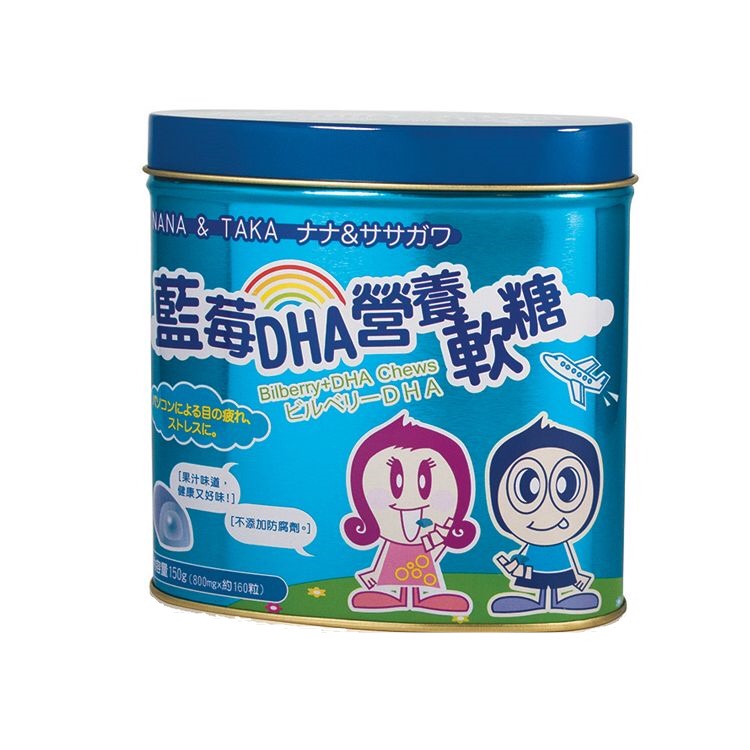 NANA & TAKA ナナ&ササガワ
藍莓DHA營養軟糖
Bilberry+DHA Chews
ビルベリーDHA
パソコンによる目の疲れ、
ストレスに。
[果汁味道，
健康又好味!]
[不添加防腐劑。]
容量150g(800mg×約160粒)